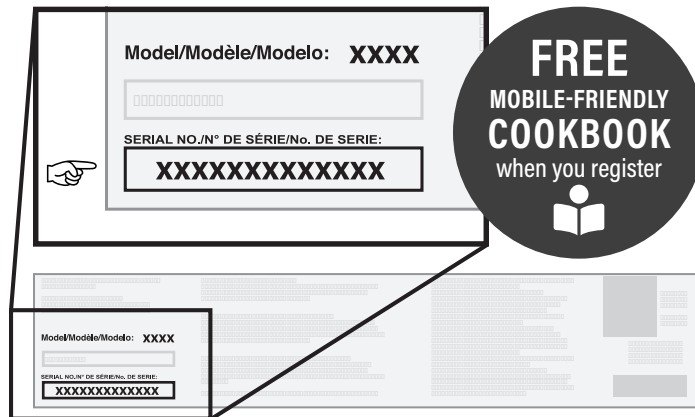 Model/Modèle/Modelo: XXXX
SERIAL NO./N° DE SÉRIE/No. DE SERIE:
XXXXXXXXXXXXX
FREE
MOBILE-FRIENDLY
COOKBOOK
when you register
Model/Modèle/Modelo: XXXX
SERIAL NO./N° DE SÉRIE/No. DE SERIE:
XXXXXXXXXXXXX